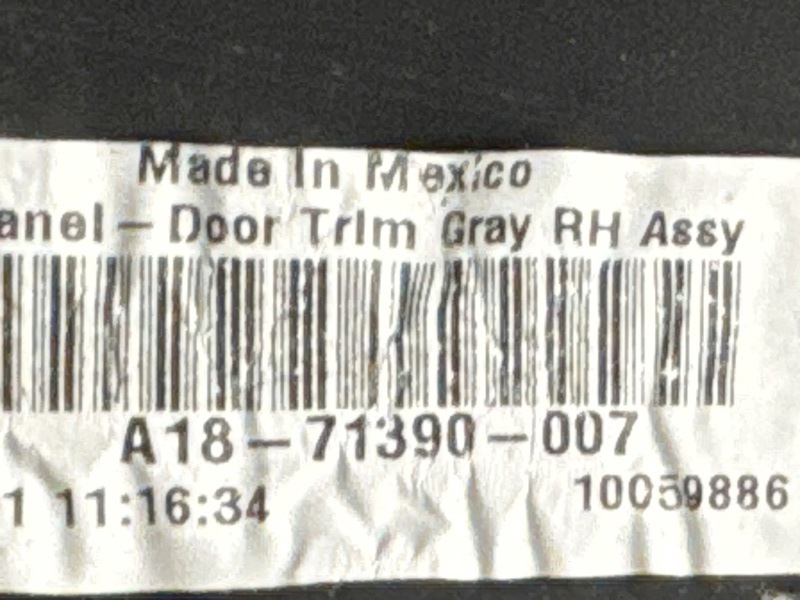 Made In Mexico
anel - Door Trim Gray RH Assy
A18-71390-007
1 11:16:34 10059886